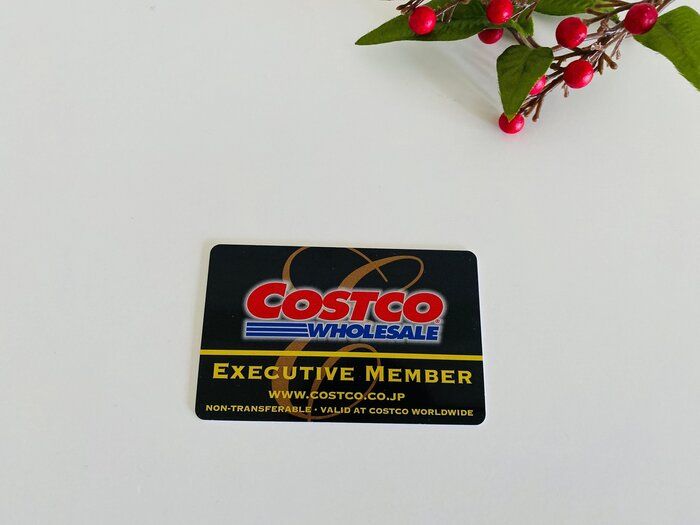 COSTCO
WHOLESALE
EXECUTIVE MEMBER
WWW.COSTCO.CO.JP
NON-TRANSFERABLE · VALID AT COSTCO WORLDWIDE